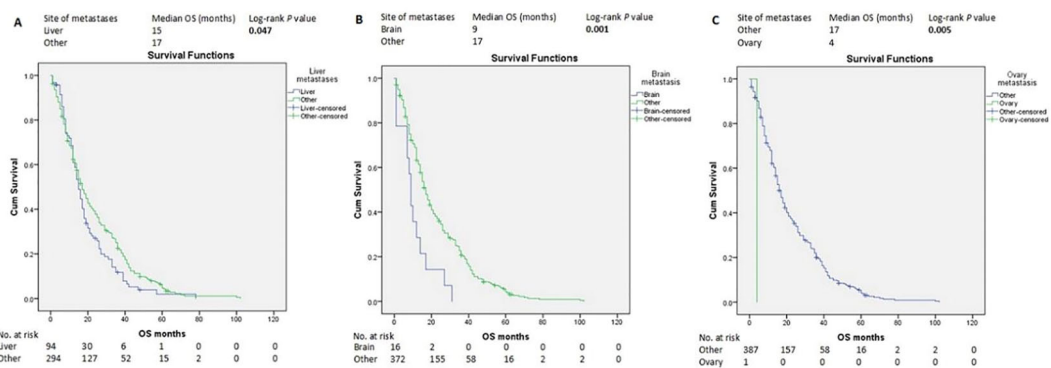 A
Site of metastases Median OS (months) Log-rank P value
Liver 15 0.047
Other 17
Survival Functions
Liver
metastases
Liver
Other
Liver-censored
Other-censored
Cum Survival
1.0
0.8
0.6
0.4
0.2
0.0
0 20 40 60 80 100 120
OS months
No. at risk
Liver 94 30 6 1 0 0 0
Other 294 127 52 15 2 0 0
B
Site of metastases Median OS (months) Log-rank P value
Brain 9 0.001
Other 17
Survival Functions
Brain
metastasis
Brain
Other
Brain-censored
Other-censored
Cum Survival
1.0
0.8
0.6
0.4
0.2
0.0
0 20 40 60 80 100 120
OS months
No. at risk
Brain 16 2 0 0 0 0 0
Other 372 155 58 16 2 2 0
C
Site of metastases Median OS (months) Log-rank P value
Other 17 0.005
Ovary 4
Survival Functions
Ovary
metastasis
Other
Ovary
Other-censored
Ovary-censored
Cum Survival
1.0
0.8
0.6
0.4
0.2
0.0
0 20 40 60 80 100 120
OS months
No. at risk
Other 387 157 58 16 2 2 0
Ovary 1 0 0 0 0 0 0